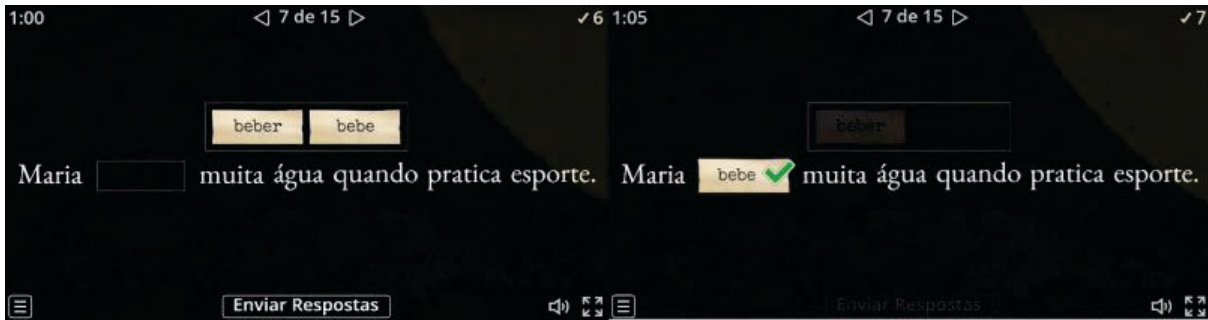 1:00 ◁ 7 de 15 ▷ ✓6
beber bebe
Maria muita água quando pratica esporte.
Enviar Respostas
1:05 ◁ 7 de 15 ▷ ✓7
beber
Maria bebe ✓ muita água quando pratica esporte.
Enviar Respostas